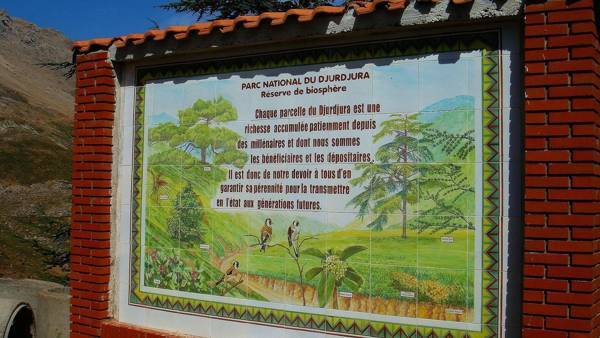 PARC NATIONAL DU DJURDJURA
Réserve de biosphère
Chaque parcelle du Djurdjura est une
richesse accumulée patiemment depuis
des millénaires et dont nous sommes
les bénéficiaires et les dépositaires.
Il est donc de notre devoir à tous d'en
garantir sa pérennité pour la transmettre
en l'état aux générations futures.